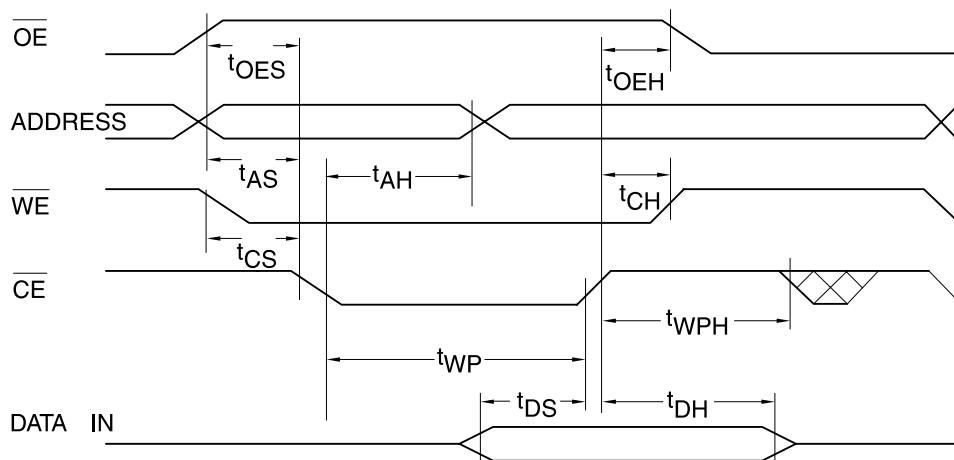 OE
tOES
tOEH
ADDRESS
tAS
tAH
tCH
WE
tCS
CE
tWPH
tWP
tDS
tDH
DATA IN